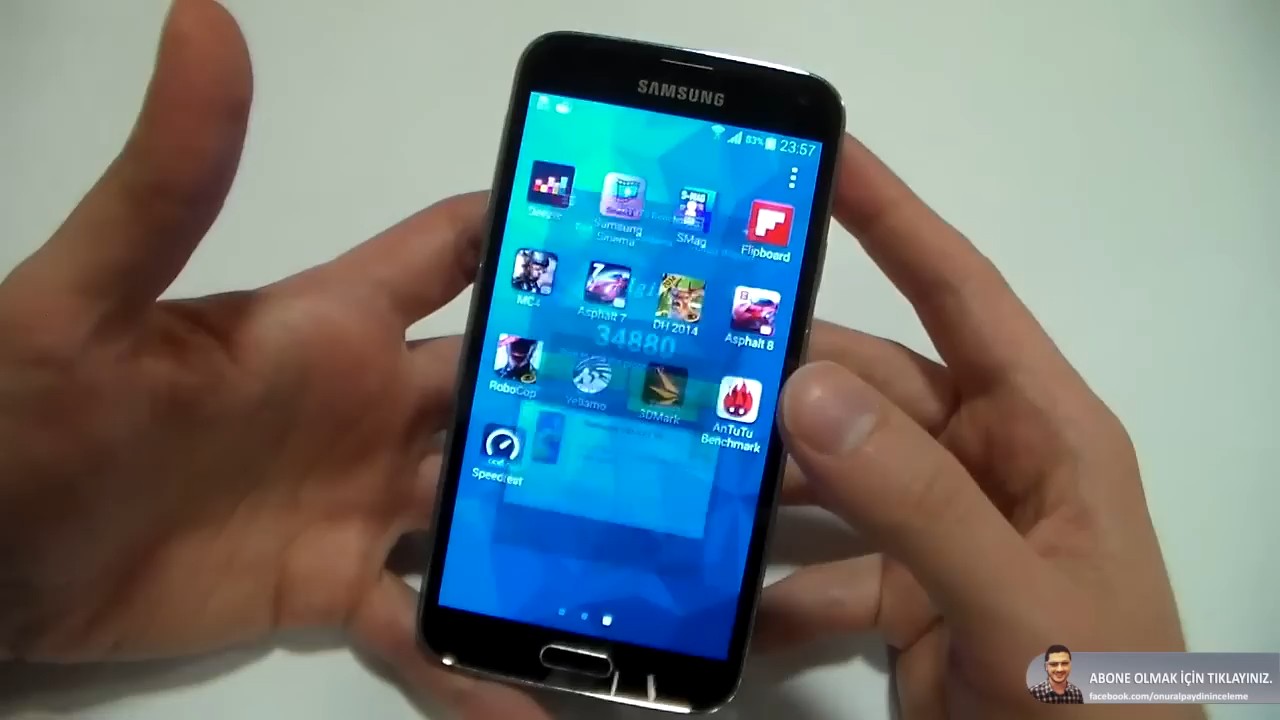 SAMSUNG
83% 23:57
Deezer
Samsung
Sinema
S-MAG
SMag
Flipboard
MC4
Asphalt 7
DH 2014
Asphalt 8
34880
RoboCop
Vellamo
3DMark
AnTuTu
Benchmark
Speedtest
ABONE OLMAK İÇİN TIKLAYINIZ.
facebook.com/onuralpaydininceleme